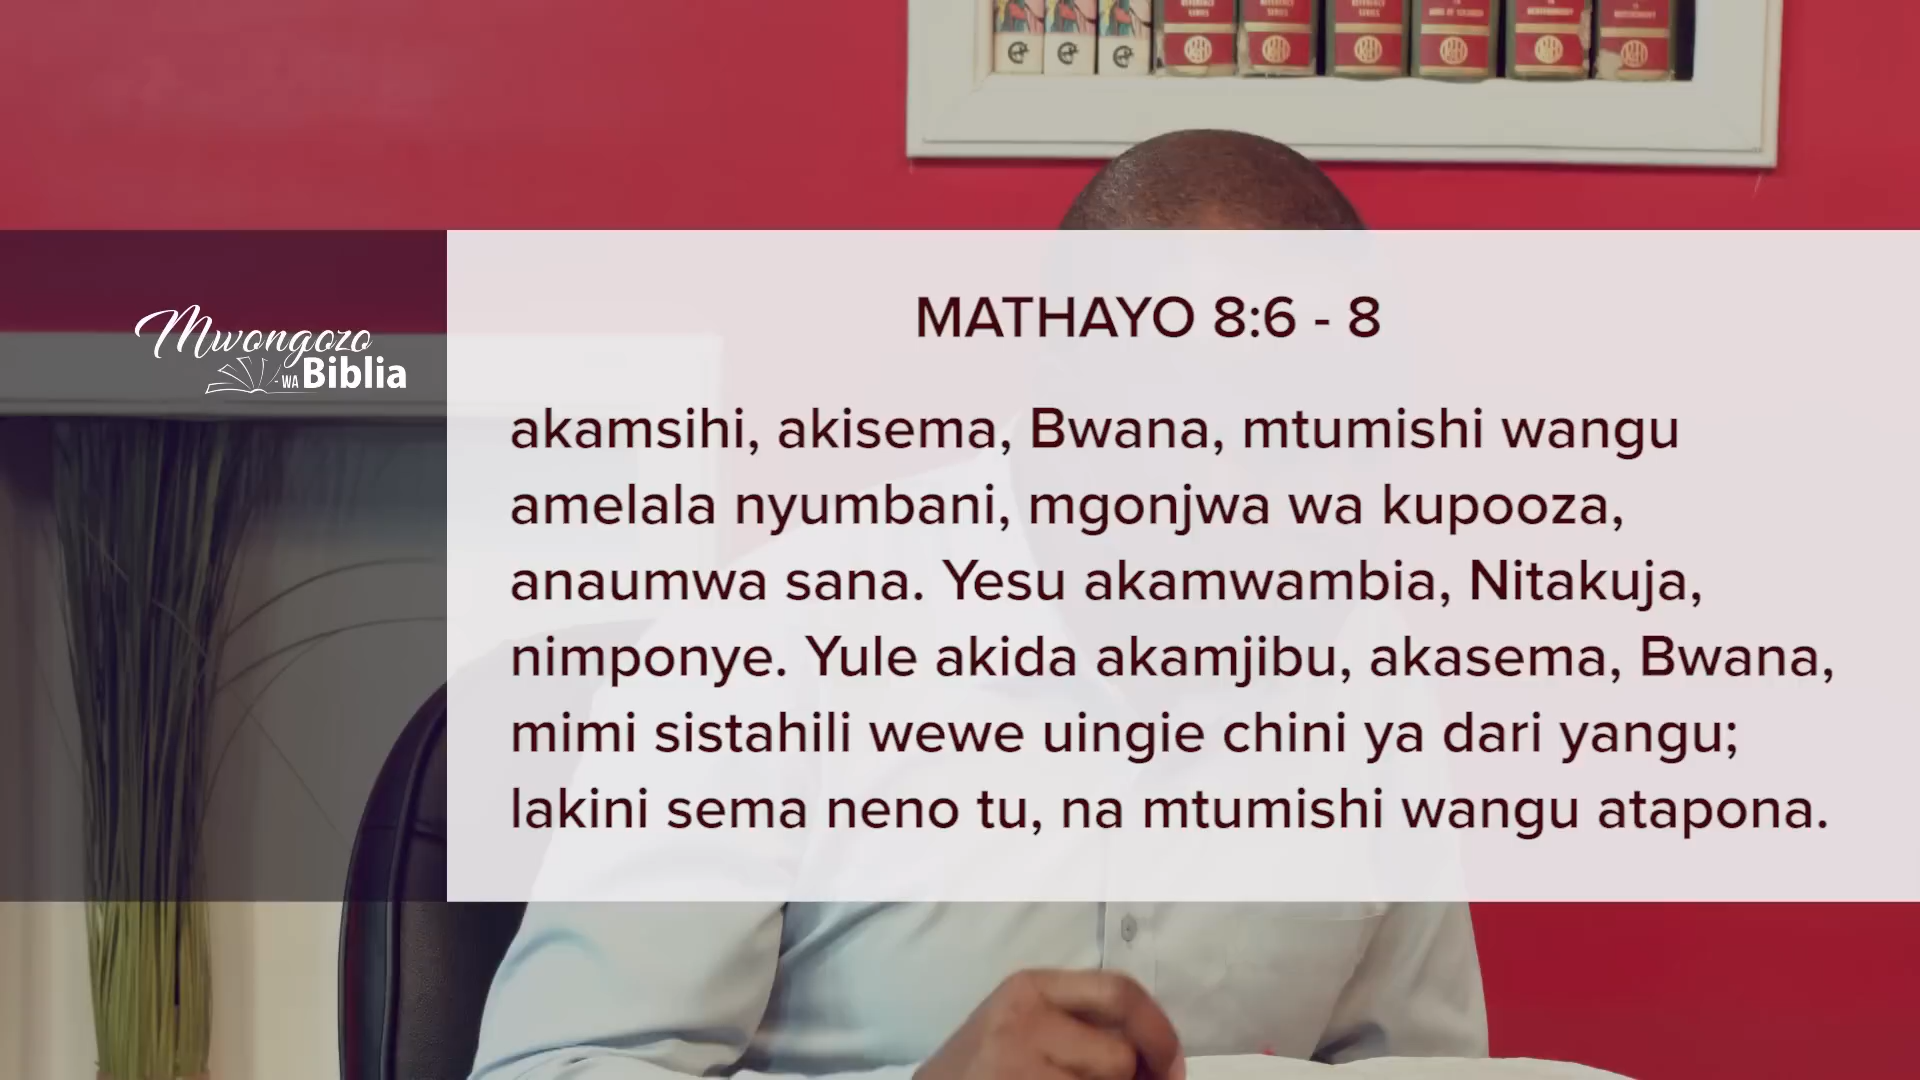 Mwongozo
- WA Biblia
MATHAYO 8:6 - 8
akamsihi, akisema, Bwana, mtumishi wangu
amelala nyumbani, mgonjwa wa kupooza,
anaumwa sana. Yesu akamwambia, Nitakuja,
nimponye. Yule akida akamjibu, akasema, Bwana,
mimi sistahili wewe uingie chini ya dari yangu;
lakini sema neno tu, na mtumishi wangu atapona.